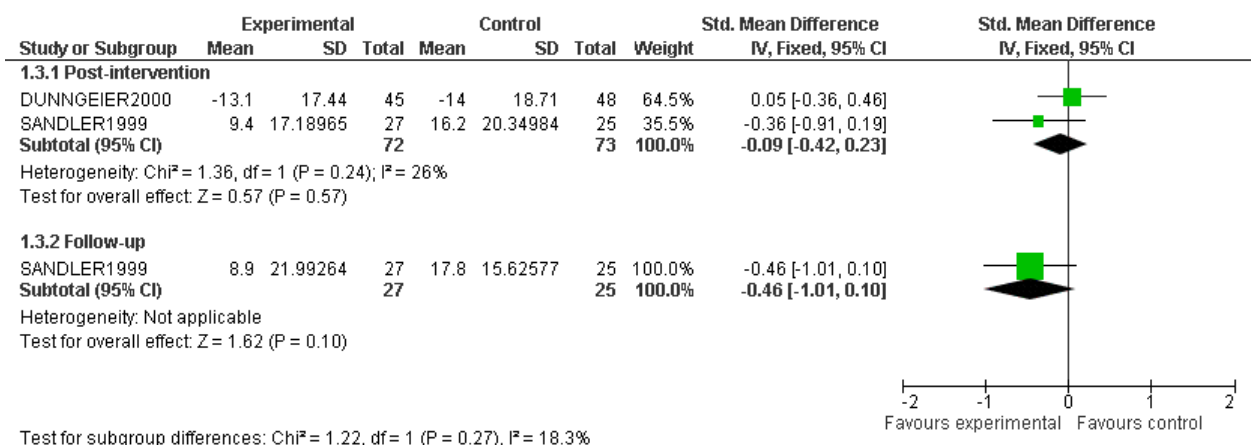 Experimental Control Std. Mean Difference Std. Mean Difference
Study or Subgroup Mean SD Total Mean SD Total Weight IV, Fixed, 95% CI IV, Fixed, 95% CI
1.3.1 Post-intervention
DUNNGEIER2000 -13.1 17.44 45 -14 18.71 48 64.5% 0.05 [-0.36, 0.46]
SANDLER1999 9.4 17.18965 27 16.2 20.34984 25 35.5% -0.36 [-0.91, 0.19]
Subtotal (95% CI) 72 73 100.0% -0.09 [-0.42, 0.23]
Heterogeneity: Chi² = 1.36, df = 1 (P = 0.24); I² = 26%
Test for overall effect: Z = 0.57 (P = 0.57)
1.3.2 Follow-up
SANDLER1999 8.9 21.99264 27 17.8 15.62577 25 100.0% -0.46 [-1.01, 0.10]
Subtotal (95% CI) 27 25 100.0% -0.46 [-1.01, 0.10]
Heterogeneity: Not applicable
Test for overall effect: Z = 1.62 (P = 0.10)
-2 -1 0 1 2
Favours experimental Favours control
Test for subgroup differences: Chi² = 1.22, df = 1 (P = 0.27), I² = 18.3%